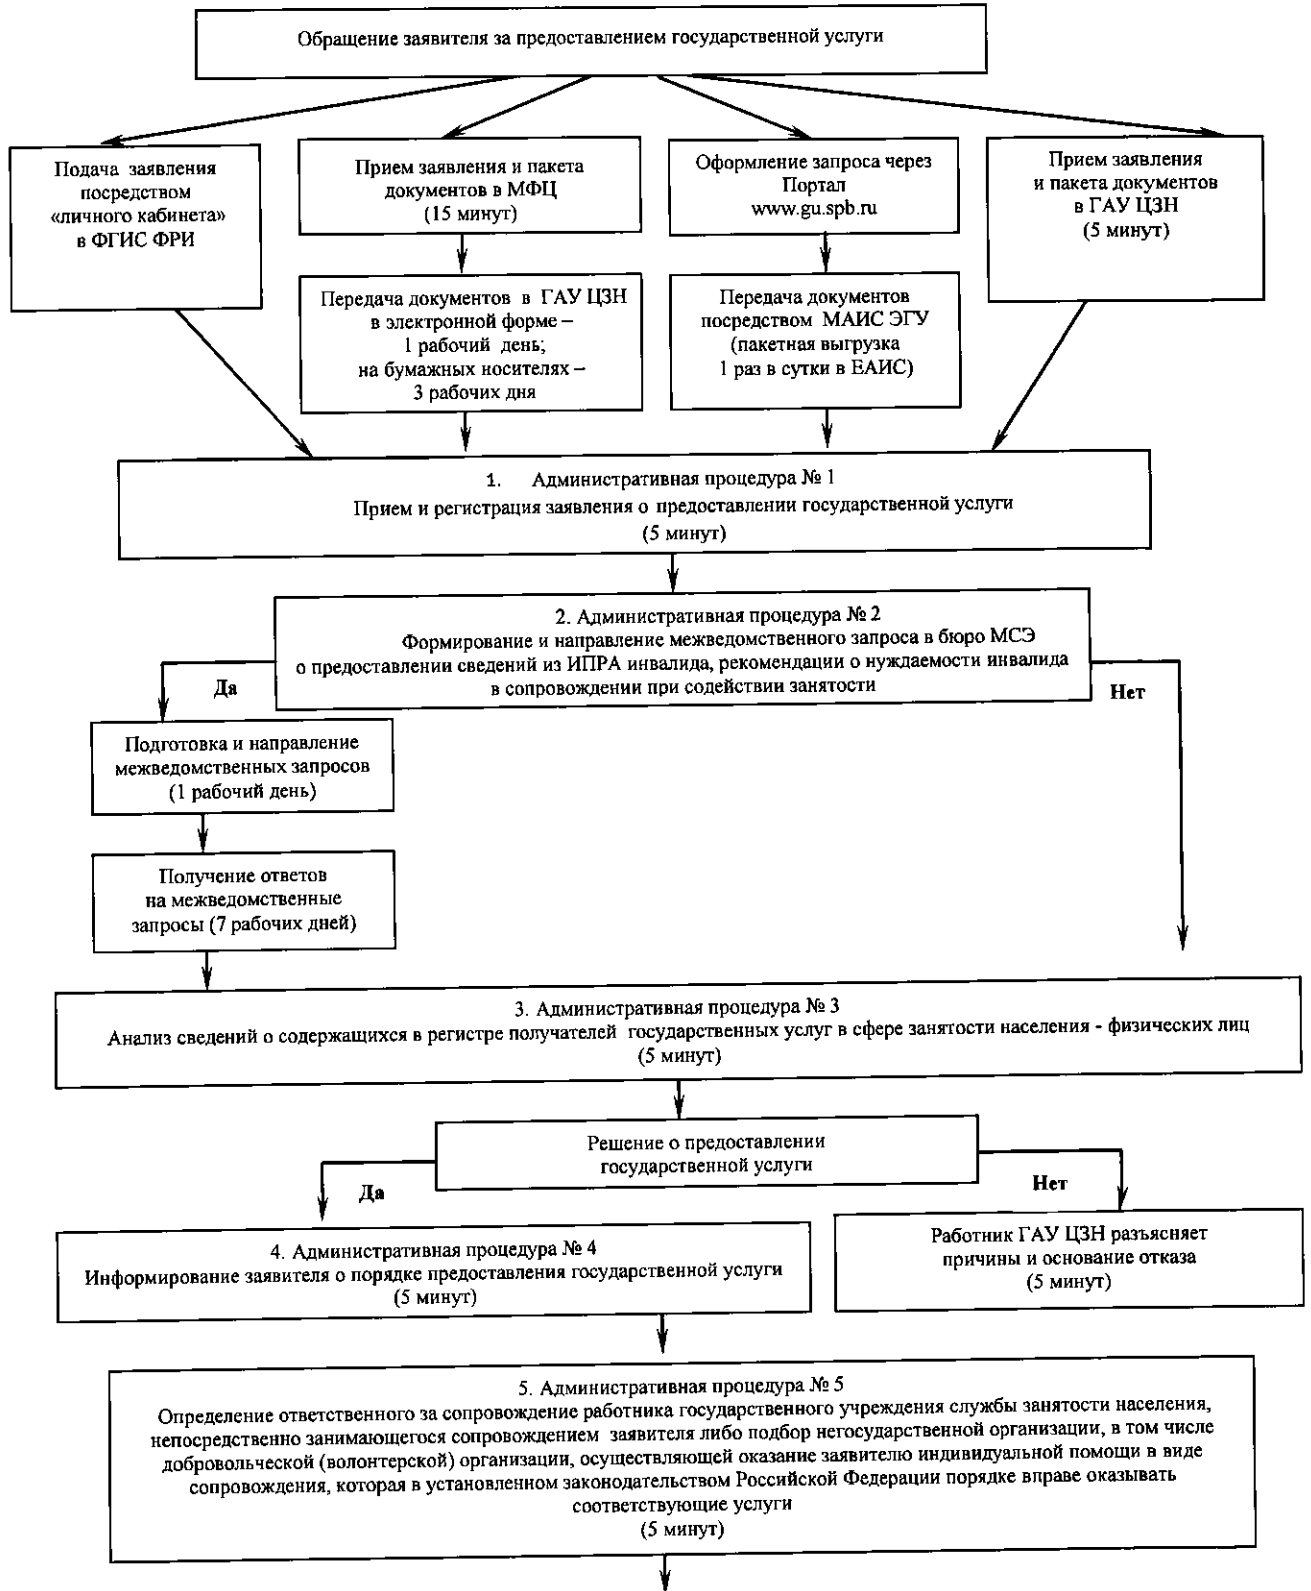 Обращение заявителя за предоставлением государственной услуги
Подача заявления
посредством
«личного кабинета»
в ФГИС ФРИ
Прием заявления и пакета
документов в МФЦ
(15 минут)
Оформление запроса через
Портал
www.gu.spb.ru
Прием заявления
и пакета документов
в ГАУ ЦЗН
(5 минут)
Передача документов в ГАУ ЦЗН
в электронной форме –
1 рабочий день;
на бумажных носителях –
3 рабочих дня
Передача документов
посредством МАИС ЭГУ
(пакетная выгрузка
1 раз в сутки в ЕАИС)
1. Административная процедура № 1
Прием и регистрация заявления о предоставлении государственной услуги
(5 минут)
2. Административная процедура № 2
Формирование и направление межведомственного запроса в бюро МСЭ
о предоставлении сведений из ИПРА инвалида, рекомендации о нуждаемости инвалида
в сопровождении при содействии занятости
Да
Нет
Подготовка и направление
межведомственных запросов
(1 рабочий день)
Получение ответов
на межведомственные
запросы (7 рабочих дней)
3. Административная процедура № 3
Анализ сведений о содержащихся в регистре получателей государственных услуг в сфере занятости населения - физических лиц
(5 минут)
Решение о предоставлении
государственной услуги
Да
Нет
4. Административная процедура № 4
Информирование заявителя о порядке предоставления государственной услуги
(5 минут)
Работник ГАУ ЦЗН разъясняет
причины и основание отказа
(5 минут)
5. Административная процедура № 5
Определение ответственного за сопровождение работника государственного учреждения службы занятости населения,
непосредственно занимающегося сопровождением заявителя либо подбор негосударственной организации, в том числе
добровольческой (волонтерской) организации, осуществляющей оказание заявителю индивидуальной помощи в виде
сопровождения, которая в установленном законодательством Российской Федерации порядке вправе оказывать
соответствующие услуги
(5 минут)